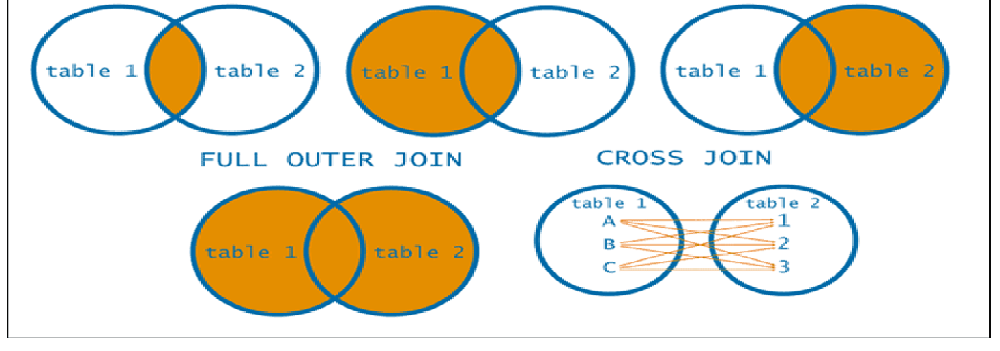 table 1 table 2
table 1 table 2
table 1 table 2
FULL OUTER JOIN
table 1 table 2
CROSS JOIN
table 1 table 2
A 1
B 2
C 3